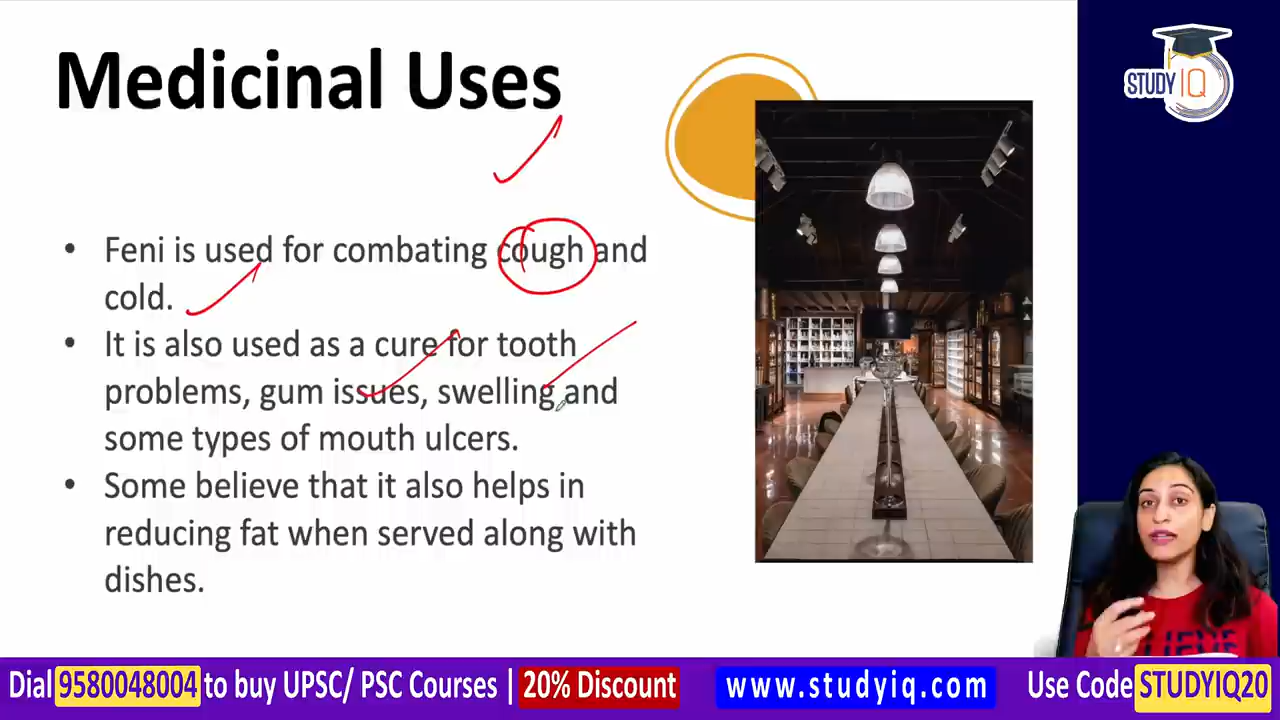 Medicinal Uses
STUDY IQ
• Feni is used for combating cough and
cold.
• It is also used as a cure for tooth
problems, gum issues, swelling and
some types of mouth ulcers.
• Some believe that it also helps in
reducing fat when served along with
dishes.
Dial 9580048004 to buy UPSC/ PSC Courses | 20% Discount www.studyiq.com Use Code STUDYIQ20